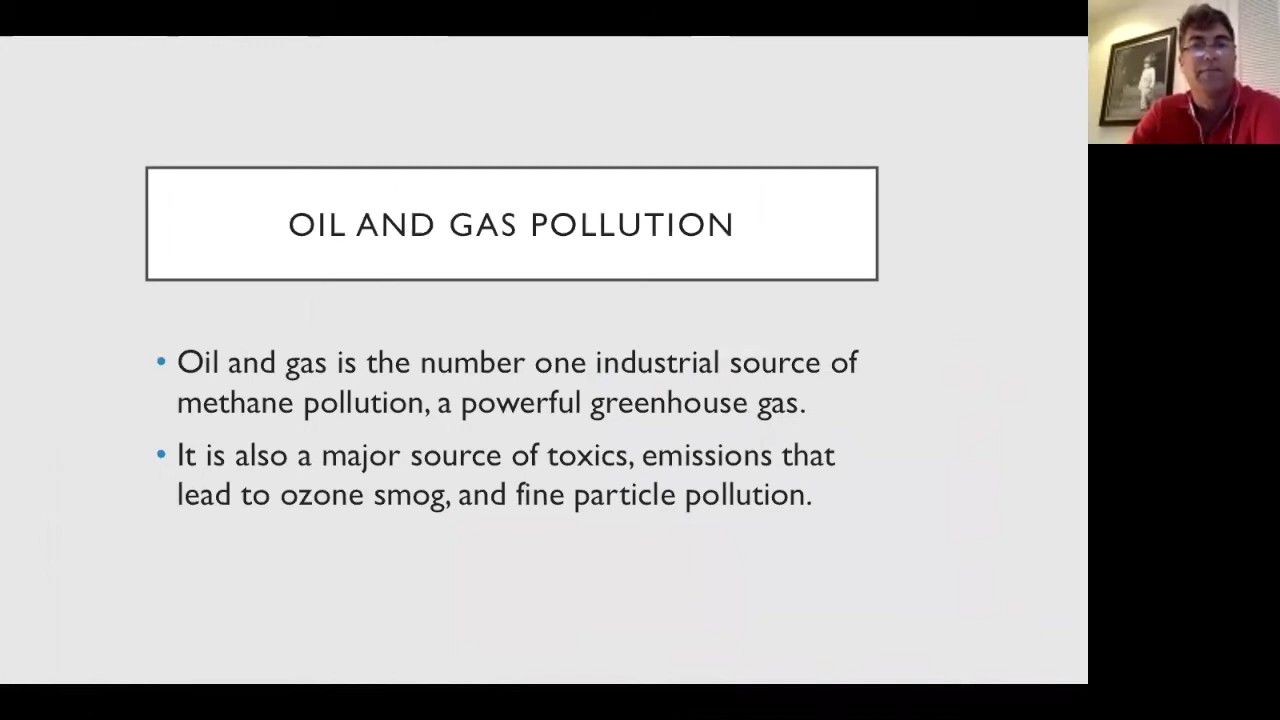 OIL AND GAS POLLUTION
• Oil and gas is the number one industrial source of
methane pollution, a powerful greenhouse gas.
• It is also a major source of toxics, emissions that
lead to ozone smog, and fine particle pollution.